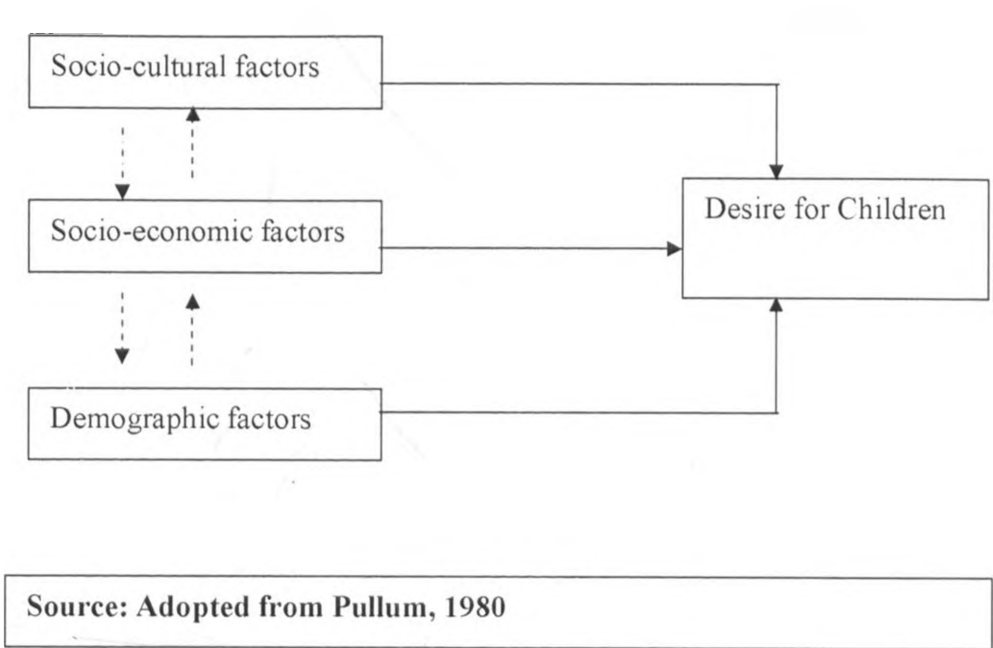 Socio-cultural factors
Socio-economic factors
Desire for Children
Demographic factors
Source: Adopted from Pullum, 1980